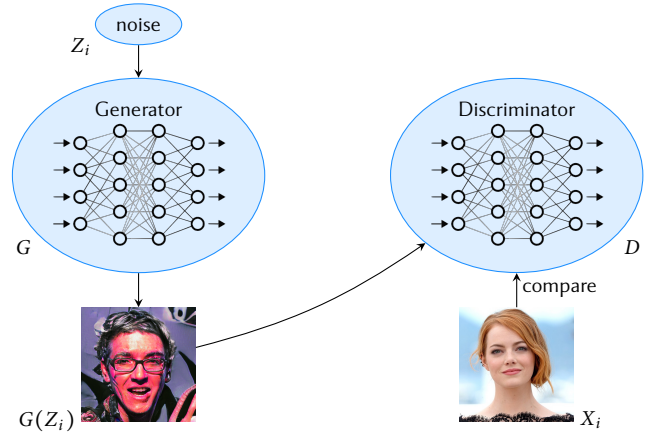 noise
Z_i
Generator
Discriminator
G
D
compare
G(Z_i)
X_i